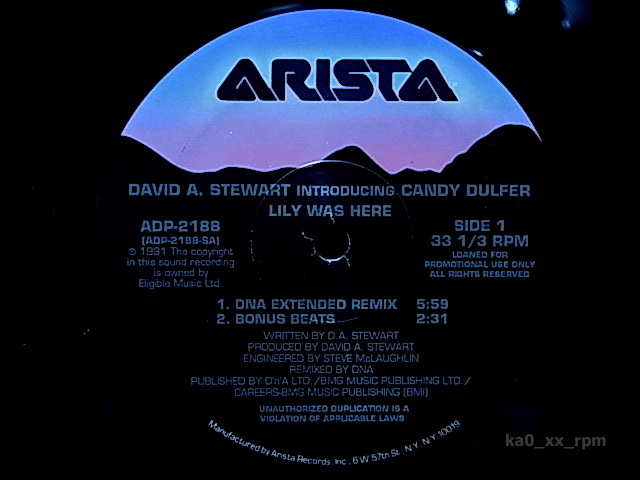 ARISTA
DAVID A. STEWART INTRODUCING CANDY DULFER
LILY WAS HERE
ADP-2188
(ADP-2188-SA)
℗ 1991 The copyright
in this sound recording
is owned by
Eligible Music Ltd.
SIDE 1
33 1/3 RPM
LOANED FOR
PROMOTIONAL USE ONLY
ALL RIGHTS RESERVED
1. DNA EXTENDED REMIX 5:59
2. BONUS BEATS 2:31
WRITTEN BY D.A. STEWART
PRODUCED BY DAVID A. STEWART
ENGINEERED BY STEVE McLAUGHLIN
REMIXED BY DNA
PUBLISHED BY D'n'A LTD./BMG MUSIC PUBLISHING LTD./
CAREERS-BMG MUSIC PUBLISHING (BMI)
UNAUTHORIZED DUPLICATION IS A
VIOLATION OF APPLICABLE LAWS
Manufactured by Arista Records, Inc., 6 W 57th St., N.Y., N.Y. 10019
ka0_xx_rpm